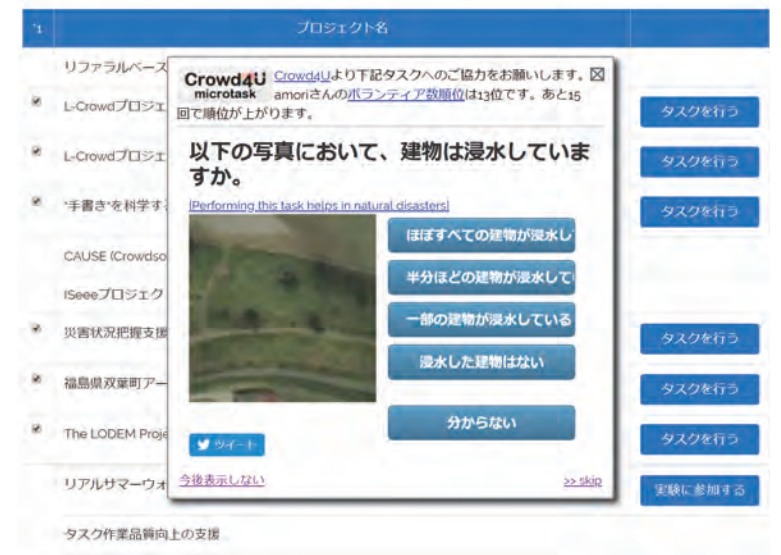 *1 プロジェクト名
リファラルベース
Crowd4U microtask
Crowd4Uより下記タスクへのご協力をお願いします。
amoriさんのボランティア数順位は13位です。あと15
回で順位が上がります。
L-Crowdプロジェ
タスクを行う
以下の写真において、建物は浸水していま
すか。
L-Crowdプロジェ
タスクを行う
"手書き"を科学す
[Performing this task helps in natural disasters]
タスクを行う
ほぼすべての建物が浸水し
CAUSE (Crowdso
半分ほどの建物が浸水してい
ISeeeプロジェク
一部の建物が浸水している
災害状況把握支援
タスクを行う
浸水した建物はない
福島県双葉町アー
タスクを行う
分からない
The LODEM Proje
タスクを行う
ツイート
今後表示しない >> skip
リアルサマーウォ
実験に参加する
タスク作業品質向上の支援